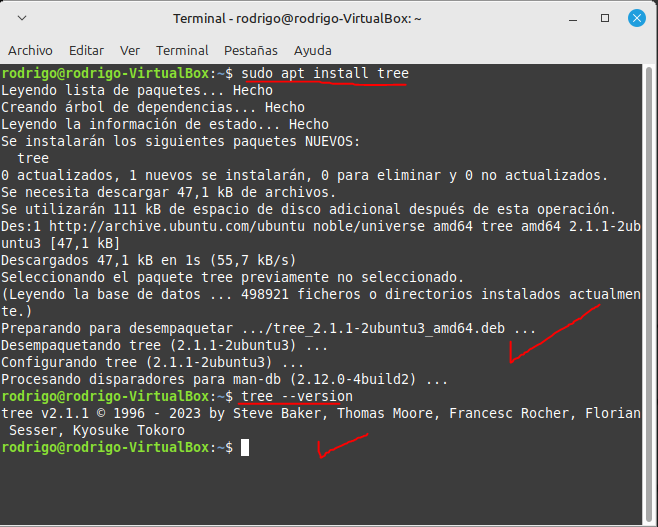 Terminal - rodrigo@rodrigo-VirtualBox: ~
Archivo Editar Ver Terminal Pestañas Ayuda
rodrigo@rodrigo-VirtualBox:~$ sudo apt install tree
Leyendo lista de paquetes... Hecho
Creando árbol de dependencias... Hecho
Leyendo la información de estado... Hecho
Se instalarán los siguientes paquetes NUEVOS:
  tree
0 actualizados, 1 nuevos se instalarán, 0 para eliminar y 0 no actualizados.
Se necesita descargar 47,1 kB de archivos.
Se utilizarán 111 kB de espacio de disco adicional después de esta operación.
Des:1 http://archive.ubuntu.com/ubuntu noble/universe amd64 tree amd64 2.1.1-2ub
untu3 [47,1 kB]
Descargados 47,1 kB en 1s (55,7 kB/s)
Seleccionando el paquete tree previamente no seleccionado.
(Leyendo la base de datos ... 498921 ficheros o directorios instalados actualmen
te.)
Preparando para desempaquetar .../tree_2.1.1-2ubuntu3_amd64.deb ...
Desempaquetando tree (2.1.1-2ubuntu3) ...
Configurando tree (2.1.1-2ubuntu3) ...
Procesando disparadores para man-db (2.12.0-4build2) ...
rodrigo@rodrigo-VirtualBox:~$ tree --version
tree v2.1.1 © 1996 - 2023 by Steve Baker, Thomas Moore, Francesc Rocher, Florian
 Sesser, Kyosuke Tokoro
rodrigo@rodrigo-VirtualBox:~$